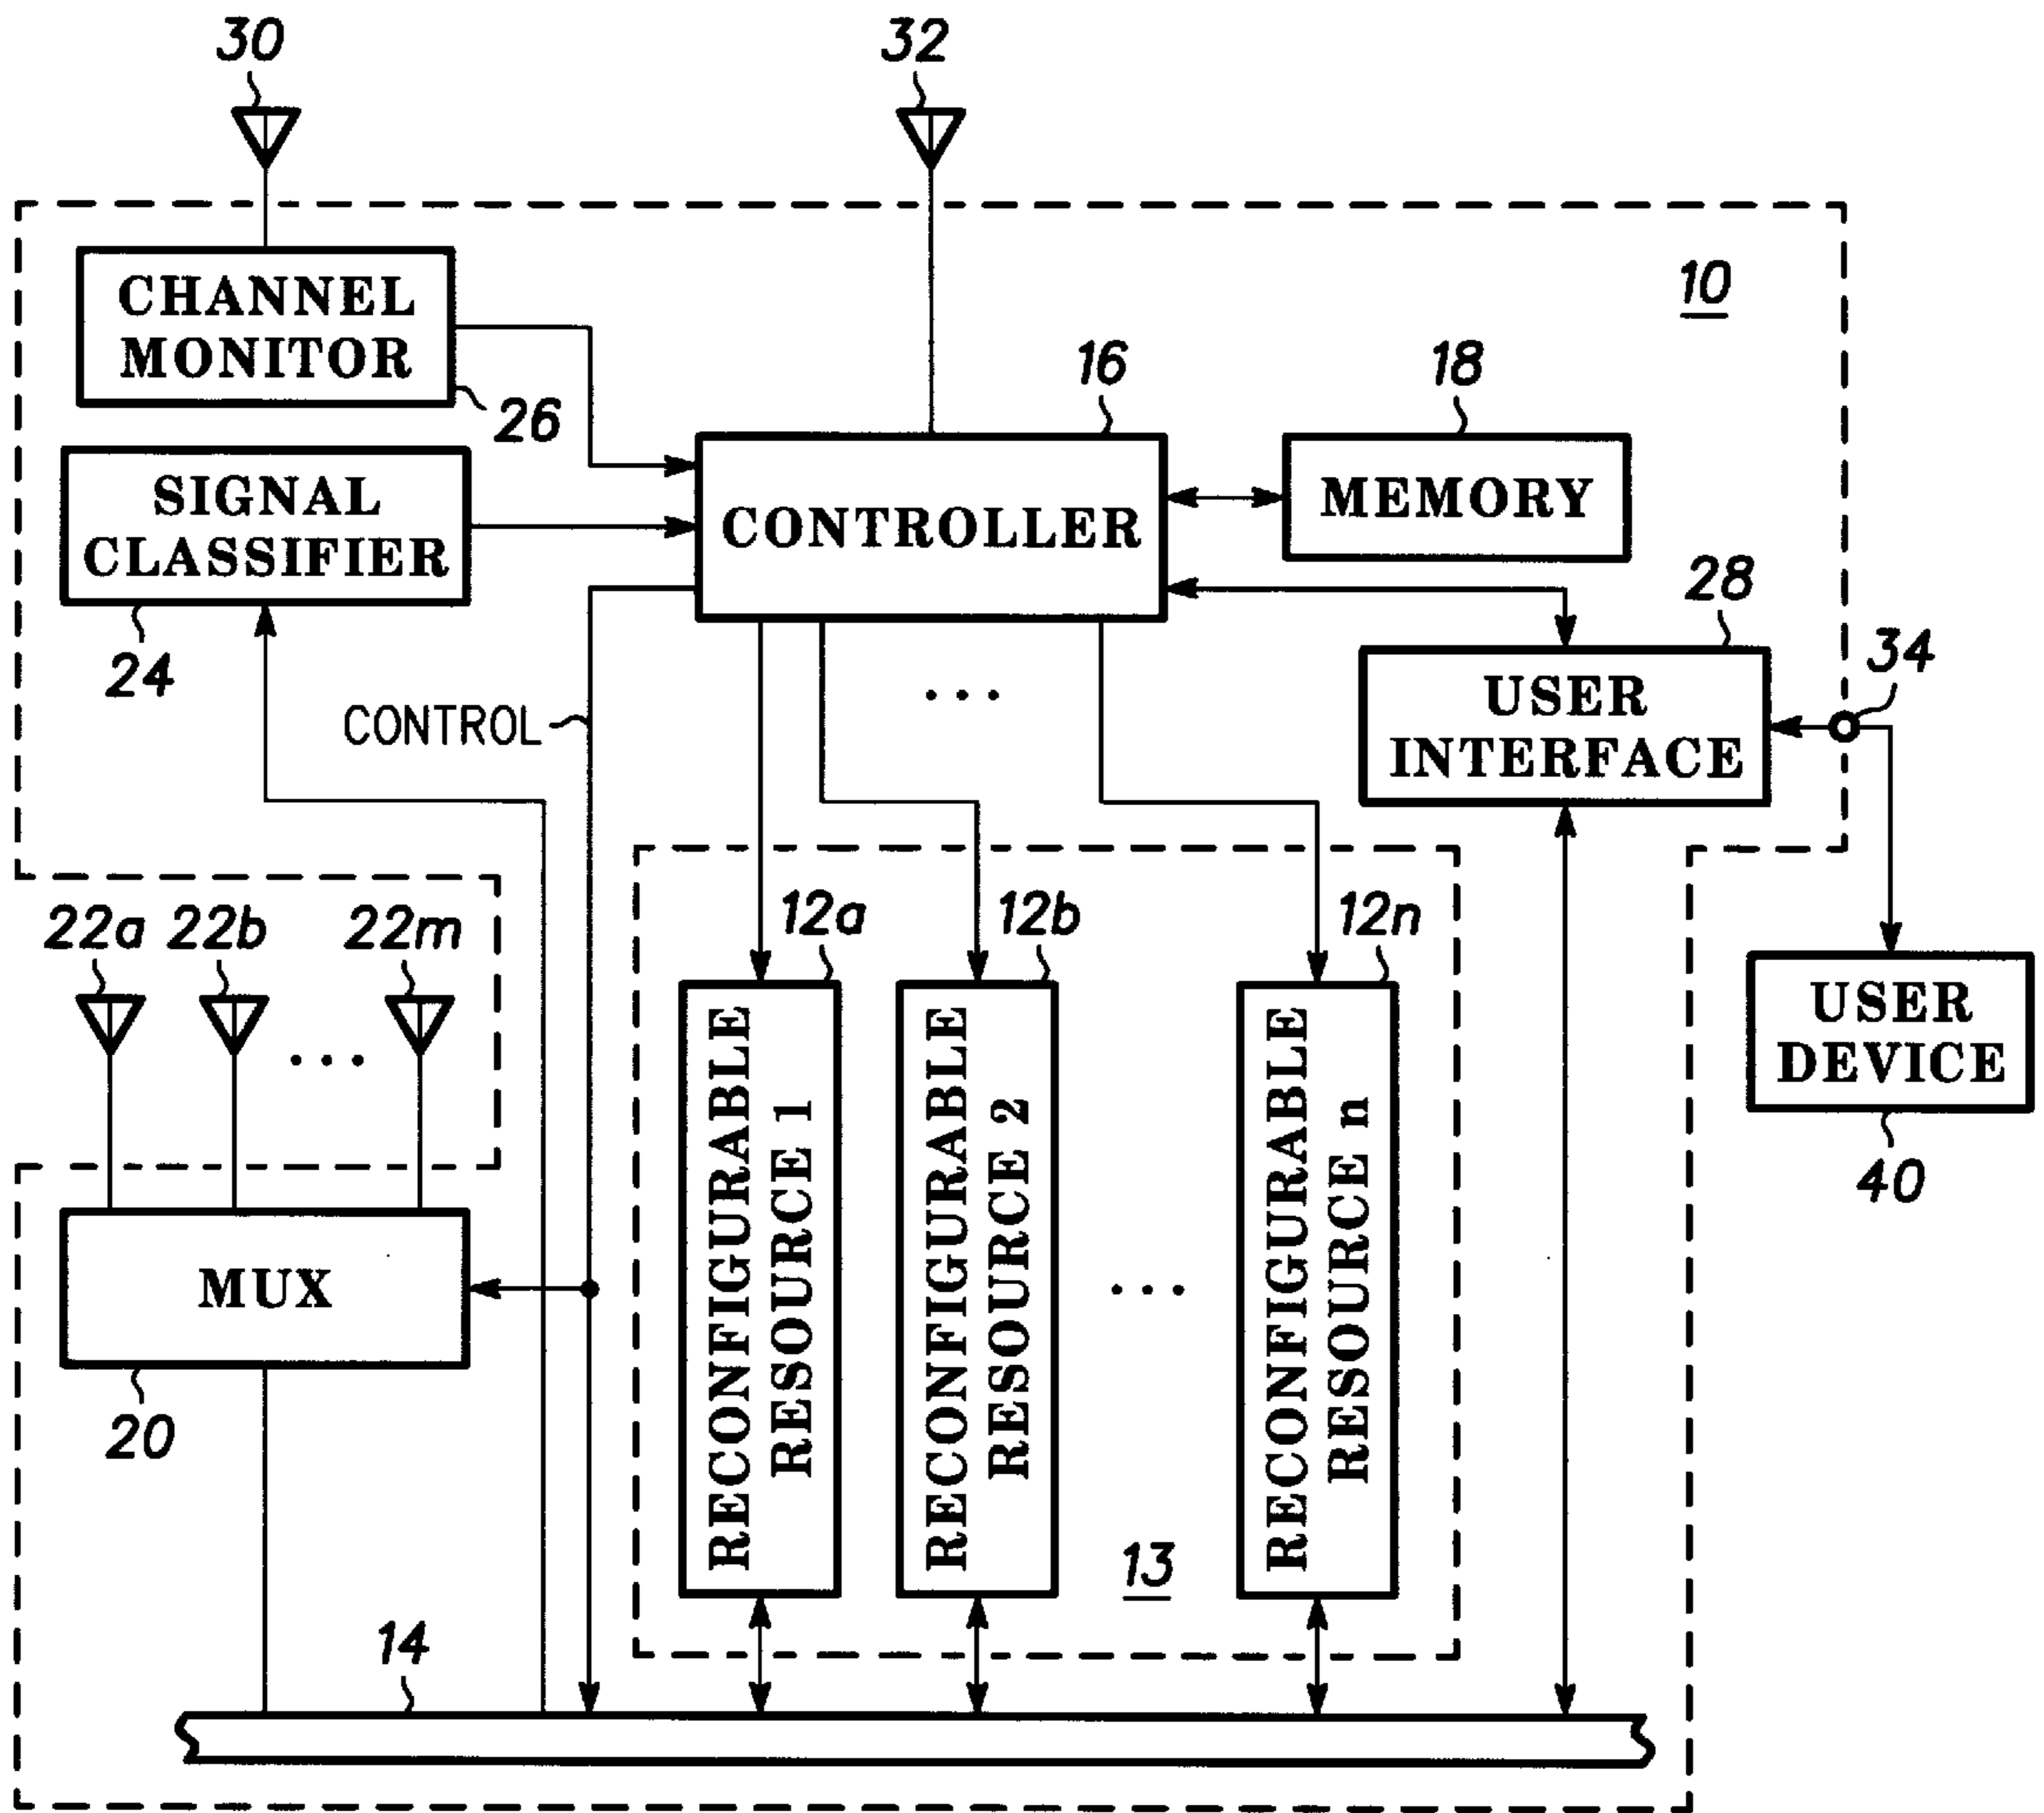 30
32
10
CHANNEL
MONITOR
26
16
18
SIGNAL
CLASSIFIER
24
CONTROLLER
MEMORY
28
34
USER
INTERFACE
CONTROL
...
22a 22b 22m
...
12a 12b 12n
USER
DEVICE
40
MUX
20
RECONFIGURABLE
RESOURCE 1
RECONFIGURABLE
RESOURCE 2
...
RECONFIGURABLE
RESOURCE n
13
14